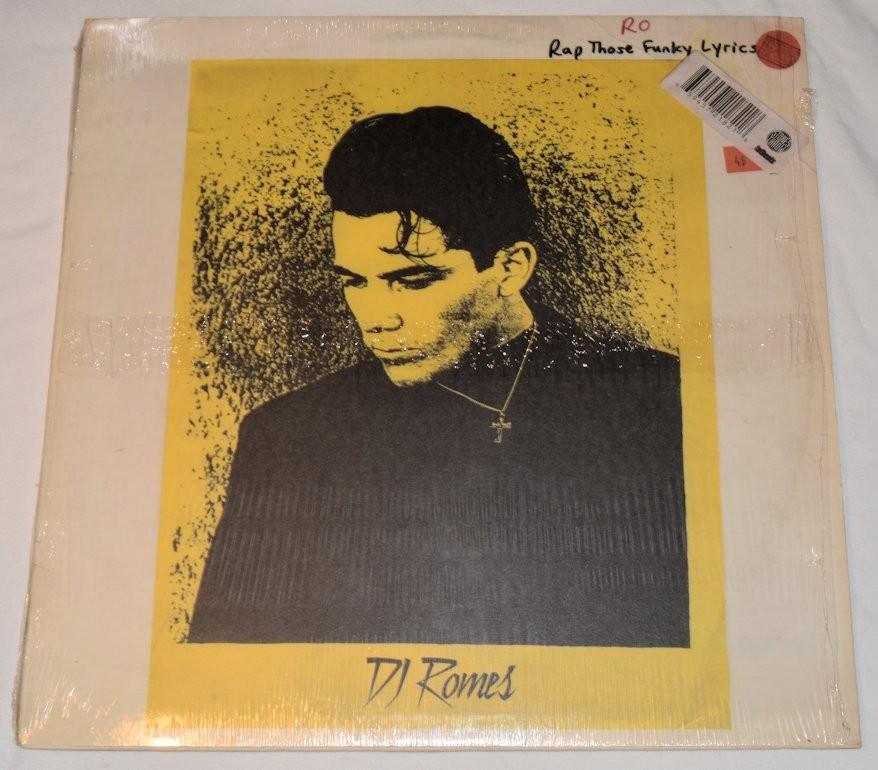 RO
Rap Those Funky Lyrics
DJ Romes